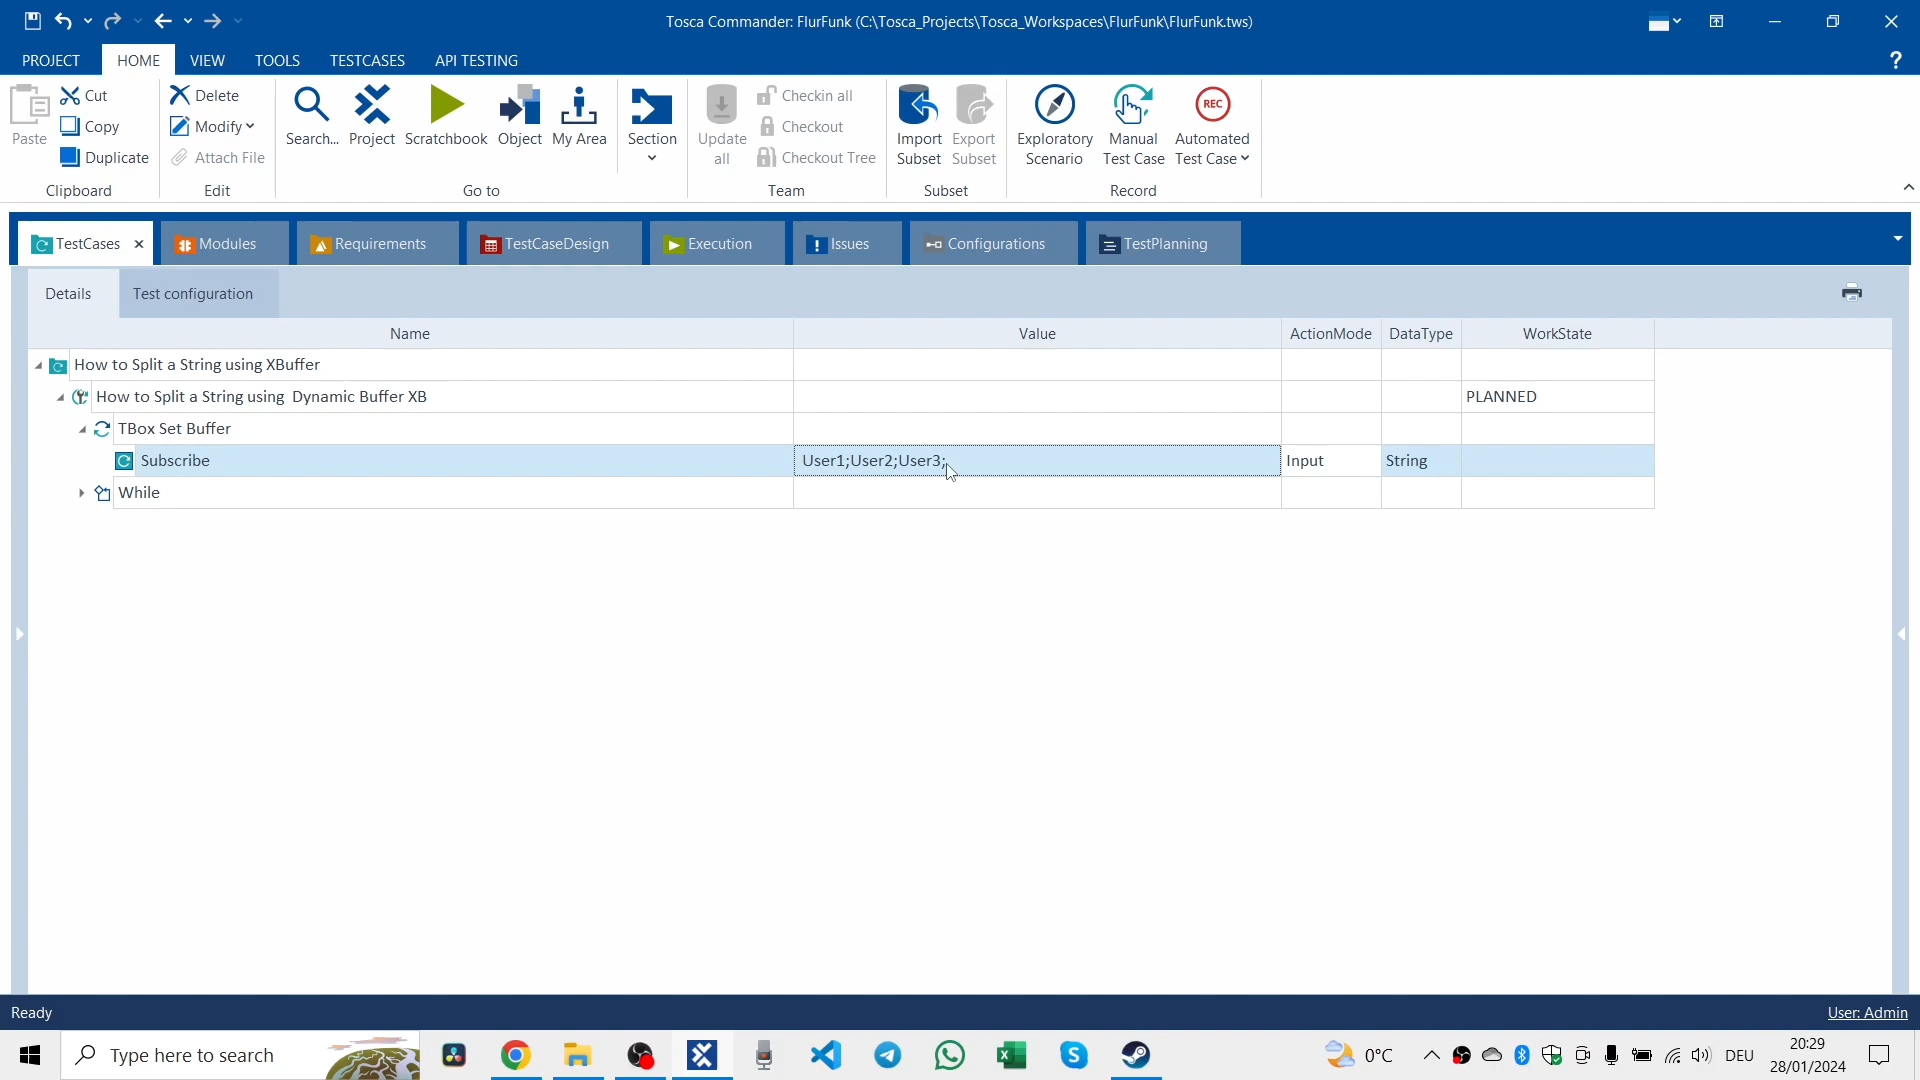 Tosca Commander: FlurFunk (C:\Tosca_Projects\Tosca_Workspaces\FlurFunk\FlurFunk.tws)
PROJECT HOME VIEW TOOLS TESTCASES API TESTING ?
Paste Cut Copy Duplicate
Clipboard
Delete Modify Attach File
Edit
Search... Project Scratchbook Object My Area Section
Go to
Update all Checkin all Checkout Checkout Tree
Team
Import Subset Export Subset
Subset
REC
Exploratory Scenario Manual Test Case Automated Test Case
Record
TestCases Modules Requirements TestCaseDesign Execution Issues Configurations TestPlanning
Details Test configuration
Name Value ActionMode DataType WorkState
How to Split a String using XBuffer
How to Split a String using Dynamic Buffer XB PLANNED
TBox Set Buffer
Subscribe User1;User2;User3; Input String
While
Ready User: Admin
Type here to search 0°C DEU 20:29
28/01/2024